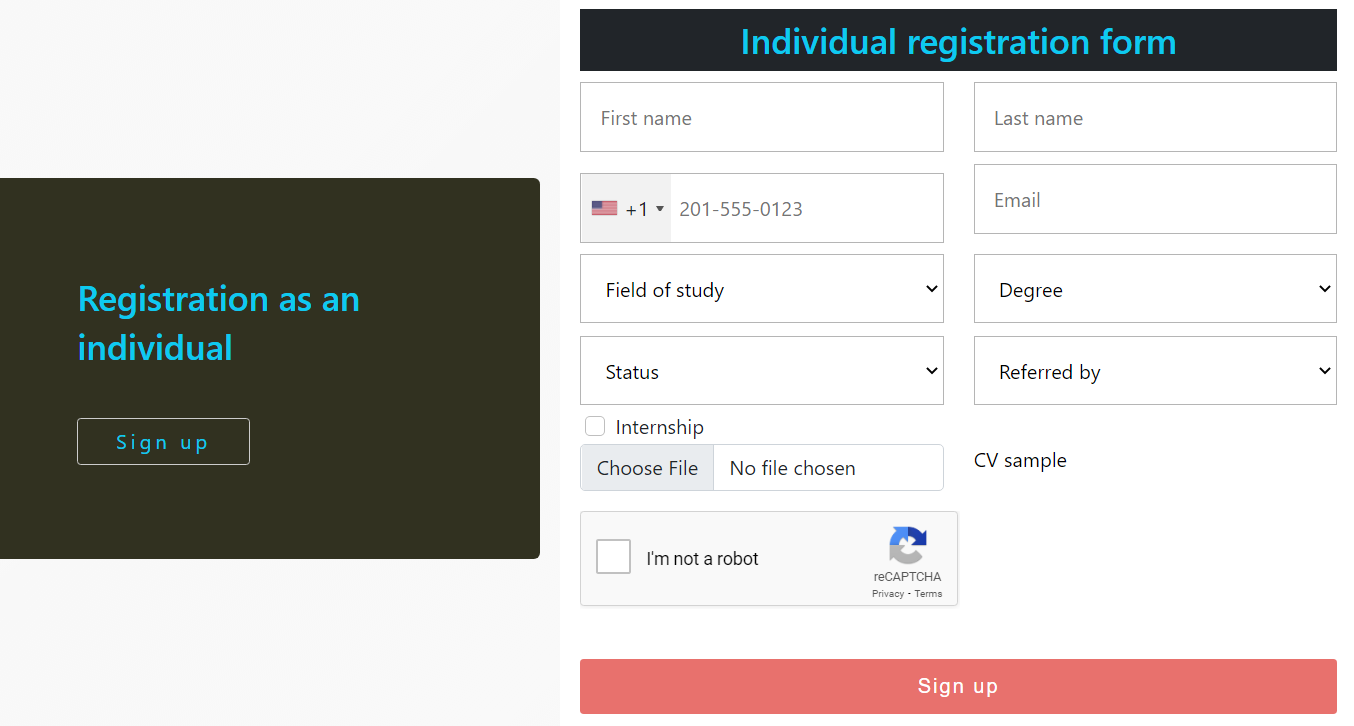 Registration as an
individual
Sign up
Individual registration form
First name
Last name
+1 201-555-0123
Email
Field of study
Degree
Status
Referred by
Internship
Choose File No file chosen
CV sample
I'm not a robot
reCAPTCHA
Privacy - Terms
Sign up